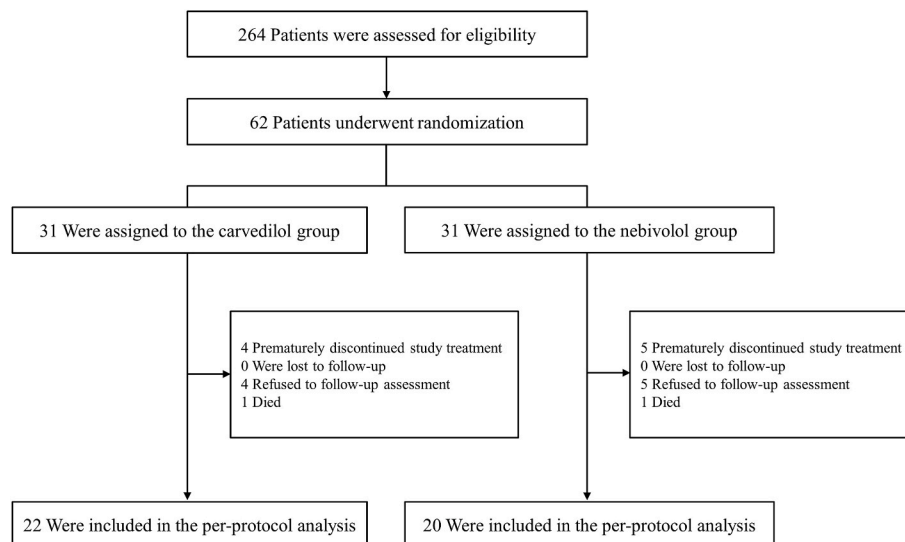 264 Patients were assessed for eligibility
62 Patients underwent randomization
31 Were assigned to the carvedilol group
31 Were assigned to the nebivolol group
4 Prematurely discontinued study treatment
0 Were lost to follow-up
4 Refused to follow-up assessment
1 Died
5 Prematurely discontinued study treatment
0 Were lost to follow-up
5 Refused to follow-up assessment
1 Died
22 Were included in the per-protocol analysis
20 Were included in the per-protocol analysis